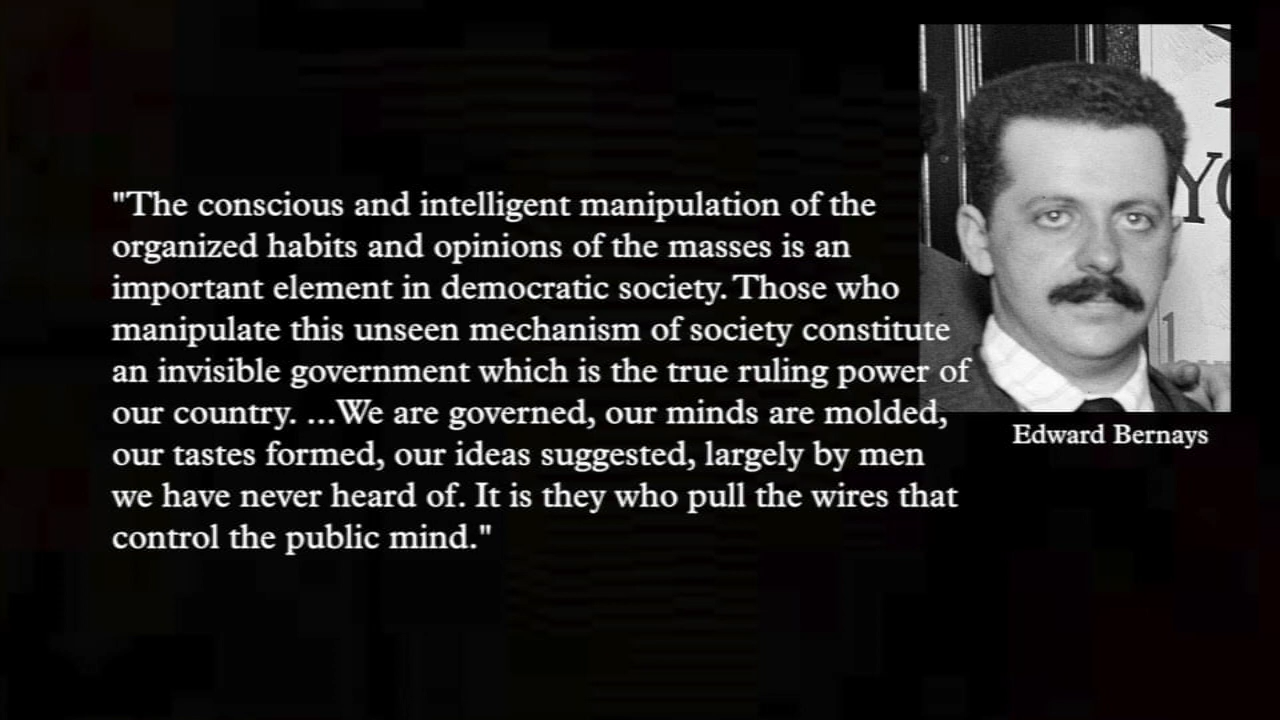 "The conscious and intelligent manipulation of the
organized habits and opinions of the masses is an
important element in democratic society. Those who
manipulate this unseen mechanism of society constitute
an invisible government which is the true ruling power of
our country. ...We are governed, our minds are molded,
our tastes formed, our ideas suggested, largely by men
we have never heard of. It is they who pull the wires that
control the public mind."
YO
Edward Bernays